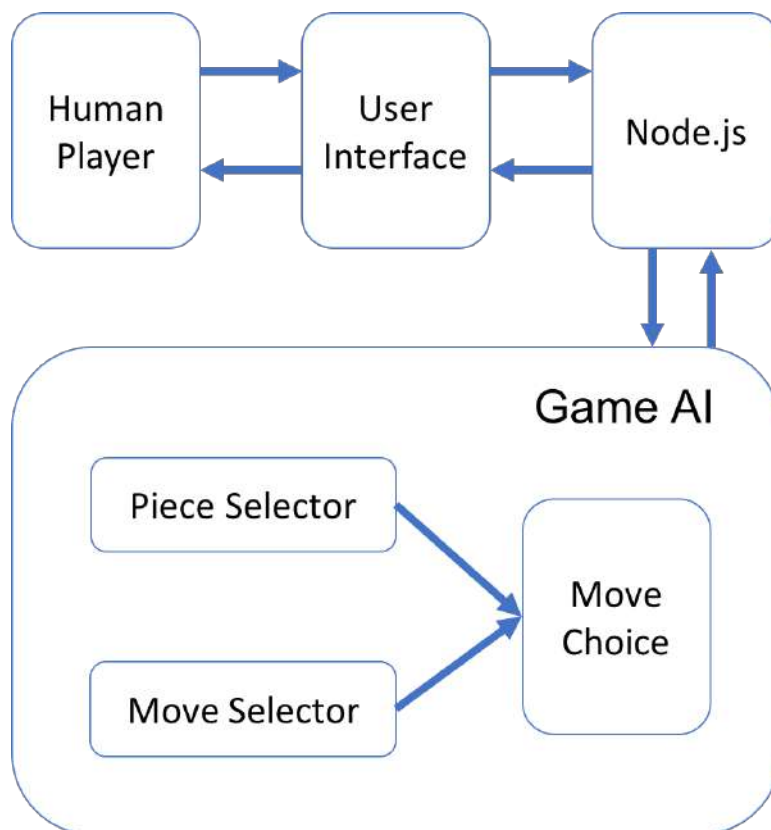 Human
Player
User
Interface
Node.js
Game AI
Piece Selector
Move
Choice
Move Selector